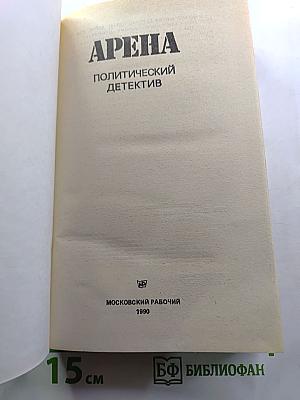 АРЕНА
ПОЛИТИЧЕСКИЙ
ДЕТЕКТИВ
МОСКОВСКИЙ РАБОЧИЙ
1990
15 см
БФ БИБЛИОФАН